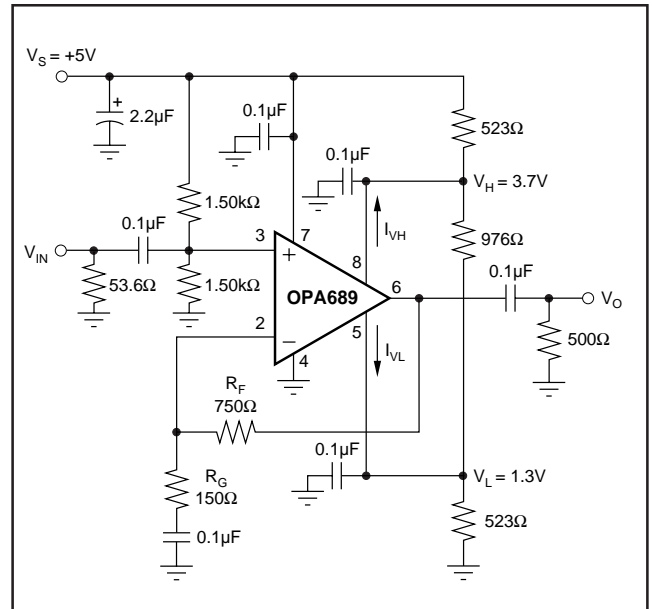 V_S = +5V
+
2.2µF
0.1µF
523Ω
0.1µF
V_H = 3.7V
1.50kΩ
I_VH
976Ω
0.1µF
V_IN
3
7
8
+
6
0.1µF
V_O
53.6Ω
1.50kΩ
OPA689
2
−
4
5
I_VL
500Ω
R_F
750Ω
0.1µF
V_L = 1.3V
R_G
150Ω
523Ω
0.1µF